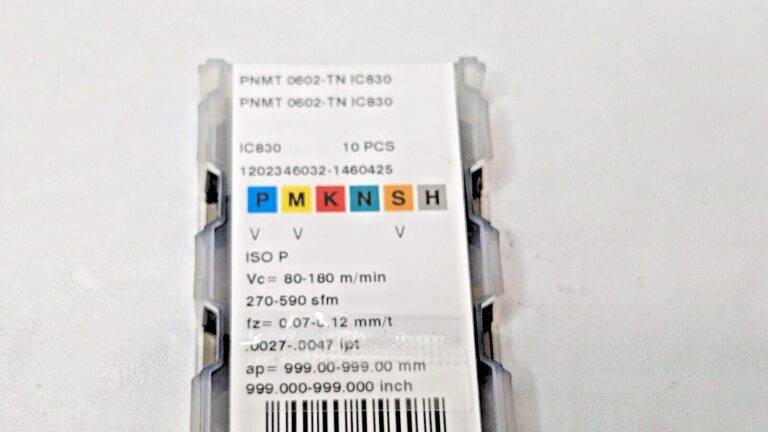 PNMT 0602-TN IC830
PNMT 0602-TN IC830
IC830 10 PCS
1202346032-1460425
P M K N S H
V V V
ISO P
Vc= 80-180 m/min
270-590 sfm
fz= 0.07-0.12 mm/t
.0027-.0047 ipt
ap= 999.00-999.00 mm
999.000-999.000 inch